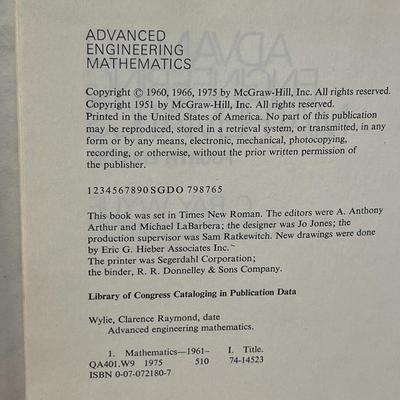 ADVANCED
ENGINEERING
MATHEMATICS
Copyright © 1960, 1966, 1975 by McGraw-Hill, Inc. All rights reserved.
Copyright 1951 by McGraw-Hill, Inc. All rights reserved.
Printed in the United States of America. No part of this publication
may be reproduced, stored in a retrieval system, or transmitted, in any
form or by any means, electronic, mechanical, photocopying,
recording, or otherwise, without the prior written permission of
the publisher.
1234567890SGDO798765
This book was set in Times New Roman. The editors were A. Anthony
Arthur and Michael LaBarbera; the designer was Jo Jones; the
production supervisor was Sam Ratkewitch. New drawings were done
by Eric G. Hieber Associates Inc.
The printer was Segerdahl Corporation;
the binder, R. R. Donnelley & Sons Company.
Library of Congress Cataloging in Publication Data
Wylie, Clarence Raymond, date
Advanced engineering mathematics.
1. Mathematics—1961– I. Title.
QA401.W9 1975 510 74-14523
ISBN 0-07-072180-7